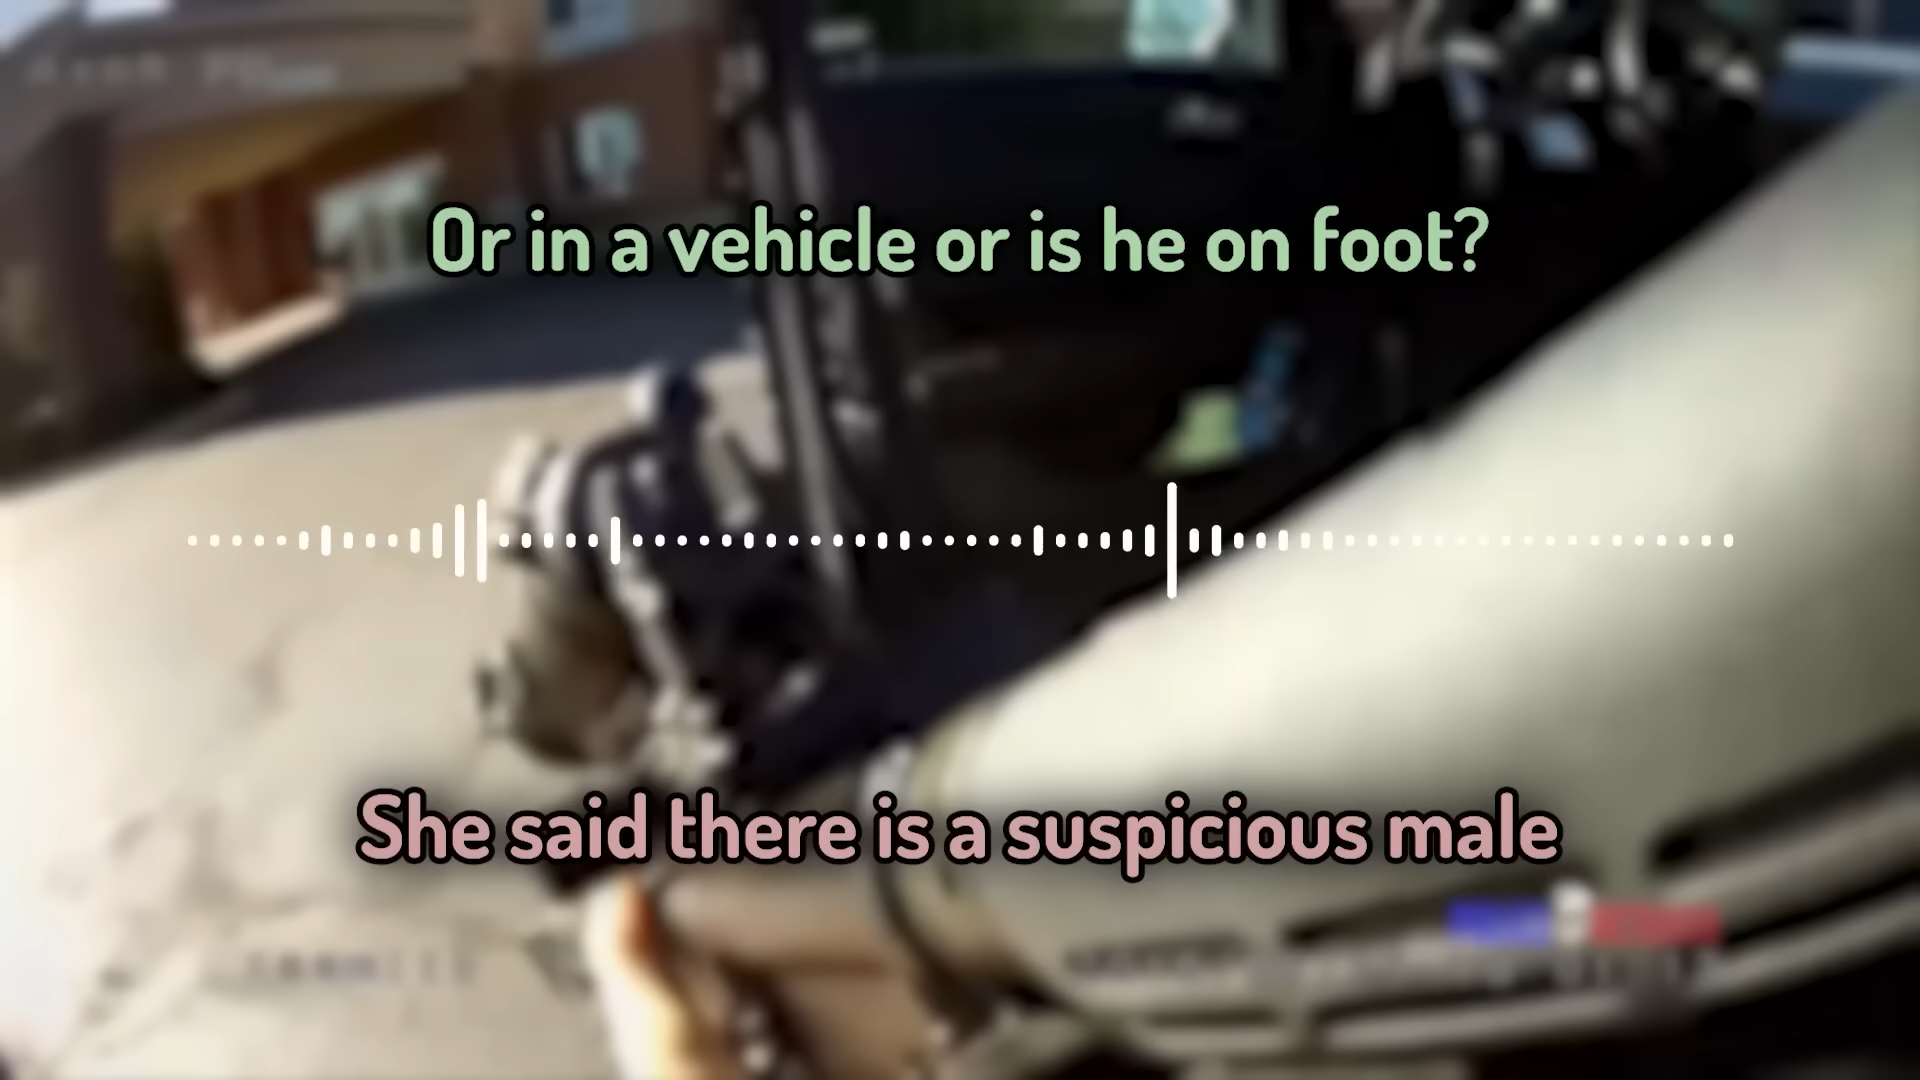 Or in a vehicle or is he on foot?
She said there is a suspicious male